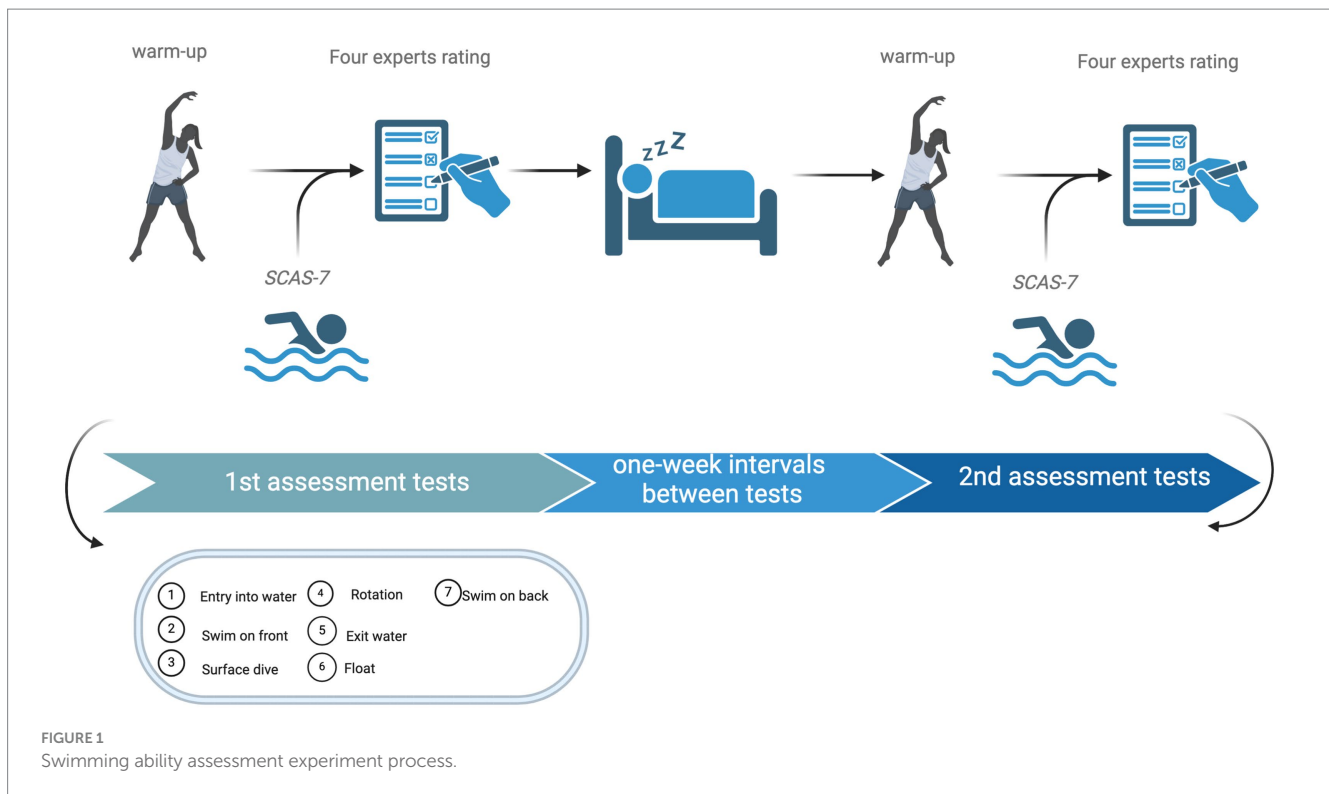 warm-up
Four experts rating
warm-up
Four experts rating
zzZ
SCAS-7
SCAS-7
1st assessment tests
one-week intervals
between tests
2nd assessment tests
1 Entry into water 4 Rotation 7 Swim on back
2 Swim on front 5 Exit water
3 Surface dive 6 Float
FIGURE 1
Swimming ability assessment experiment process.